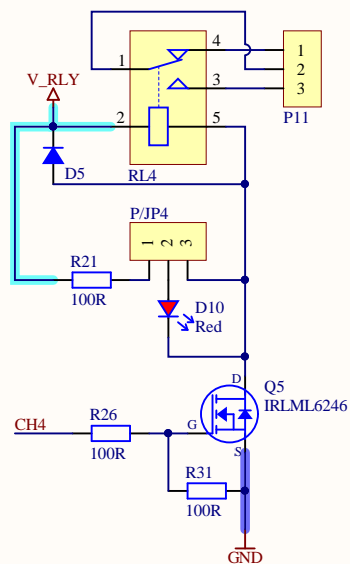 4
1
1
2
V_RLY
3
3
2
5
P11
D5
RL4
P/JP4
R21
1
2
3
100R
D10
Red
D
Q5
IRLML6246
R26
CH4
G
100R
S
R31
100R
GND